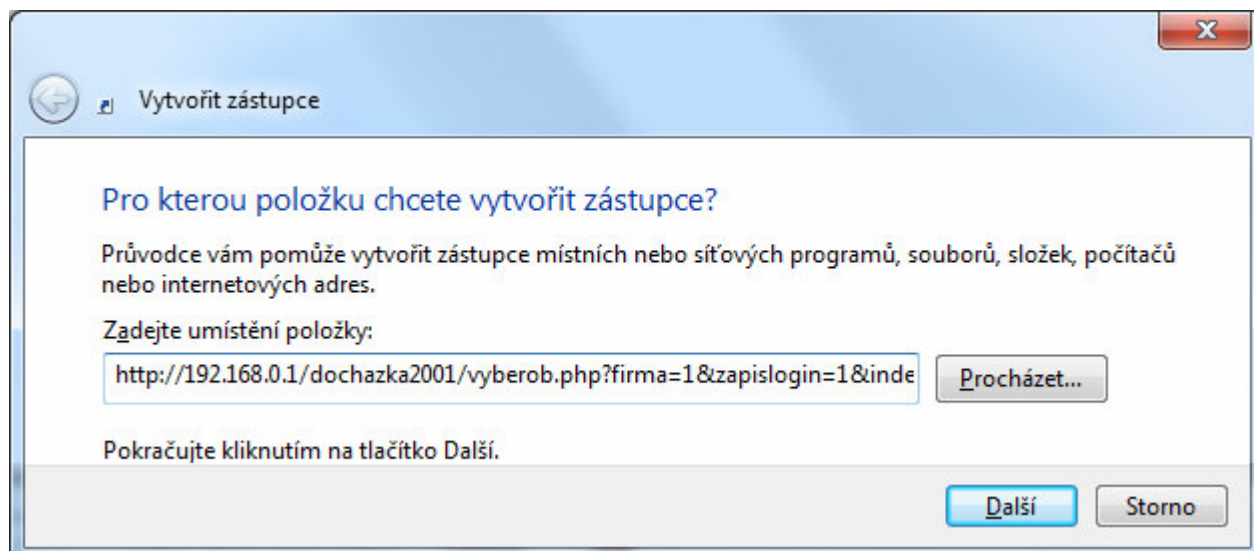 Vytvořit zástupce
Pro kterou položku chcete vytvořit zástupce?
Průvodce vám pomůže vytvořit zástupce místních nebo síťových programů, souborů, složek, počítačů
nebo internetových adres.
Zadejte umístění položky:
http://192.168.0.1/dochazka2001/vyberob.php?firma=1&zapislogin=1&inde
Procházet...
Pokračujte kliknutím na tlačítko Další.
Další
Storno